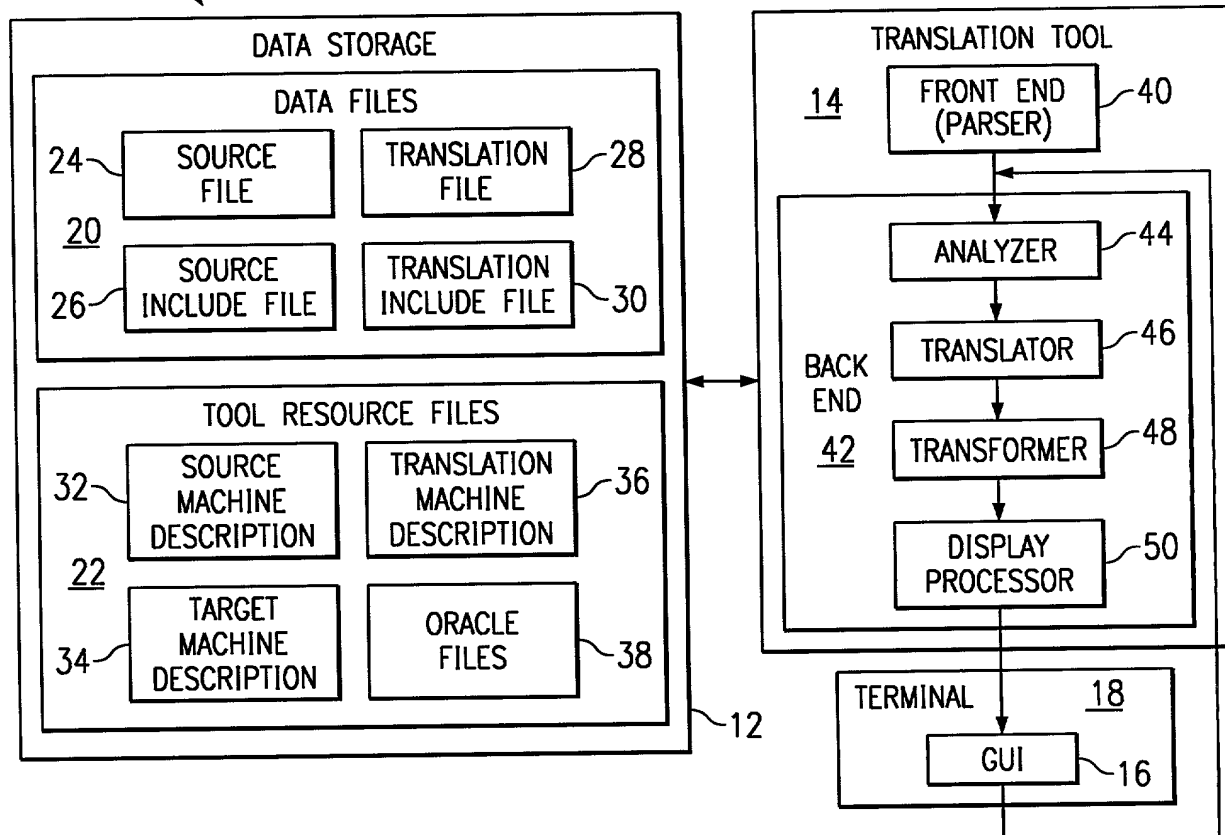 DATA STORAGE
DATA FILES
24
SOURCE
FILE
TRANSLATION
FILE
28
20
26
SOURCE
INCLUDE FILE
TRANSLATION
INCLUDE FILE
30
TOOL RESOURCE FILES
32
SOURCE
MACHINE
DESCRIPTION
TRANSLATION
MACHINE
DESCRIPTION
36
22
34
TARGET
MACHINE
DESCRIPTION
ORACLE
FILES
38
12
TRANSLATION TOOL
14
FRONT END
(PARSER)
40
ANALYZER
44
TRANSLATOR
46
BACK
END
42
TRANSFORMER
48
DISPLAY
PROCESSOR
50
TERMINAL
18
GUI
16